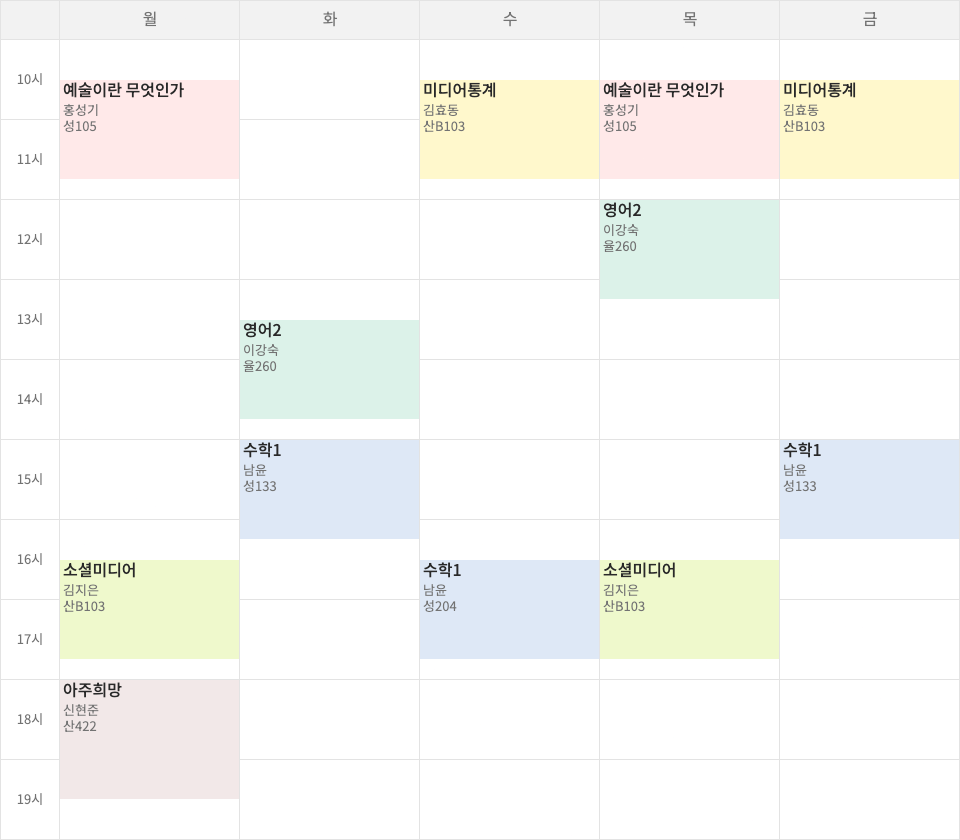 월 화 수 목 금
10시
예술이란 무엇인가
홍성기
성105
미디어통계
김효동
산B103
예술이란 무엇인가
홍성기
성105
미디어통계
김효동
산B103
11시
12시
영어2
이강숙
율260
13시
영어2
이강숙
율260
14시
15시
수학1
남윤
성133
수학1
남윤
성133
16시
소셜미디어
김지은
산B103
수학1
남윤
성204
소셜미디어
김지은
산B103
17시
18시
아주희망
신현준
산422
19시